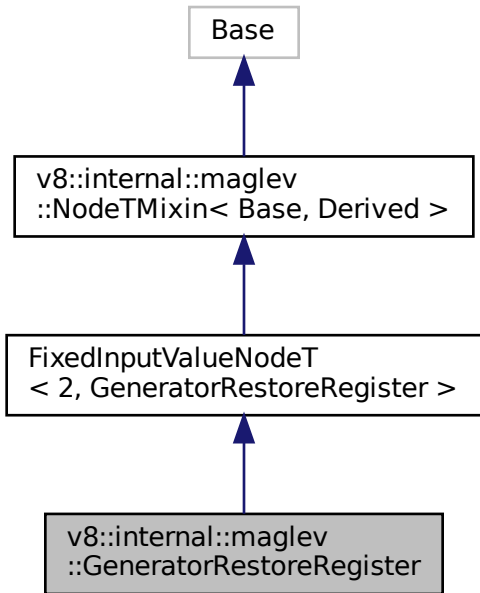 Base
v8::internal::maglev
::NodeTMixin< Base, Derived >
FixedInputValueNodeT
< 2, GeneratorRestoreRegister >
v8::internal::maglev
::GeneratorRestoreRegister